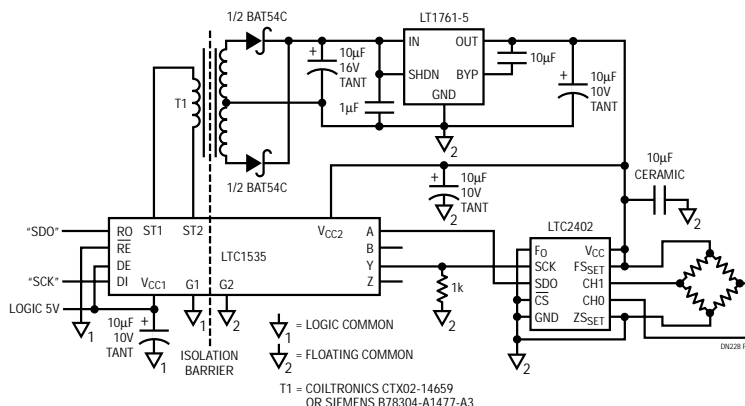 1/2 BAT54C
LT1761-5
IN
OUT
SHDN
BYP
GND
+
10µF
16V
TANT
1µF
10µF
+
10µF
10V
TANT
T1
2
1/2 BAT54C
+
10µF
10V
TANT
2
10µF
CERAMIC
2
"SDO"
"SCK"
LOGIC 5V
RO
RE
DE
DI
ST1
ST2
LTC1535
VCC1
G1
G2
VCC2
A
B
Y
Z
1k
2
LTC2402
FO
SCK
SDO
CS
GND
VCC
FSSET
CH1
CH0
ZSSET
2
1
+
10µF
10V
TANT
1
1
2
ISOLATION
BARRIER
1
= LOGIC COMMON
2
= FLOATING COMMON
T1 = COILTRONICS CTX02-14659
OR SIEMENS B78304-A1477-A3